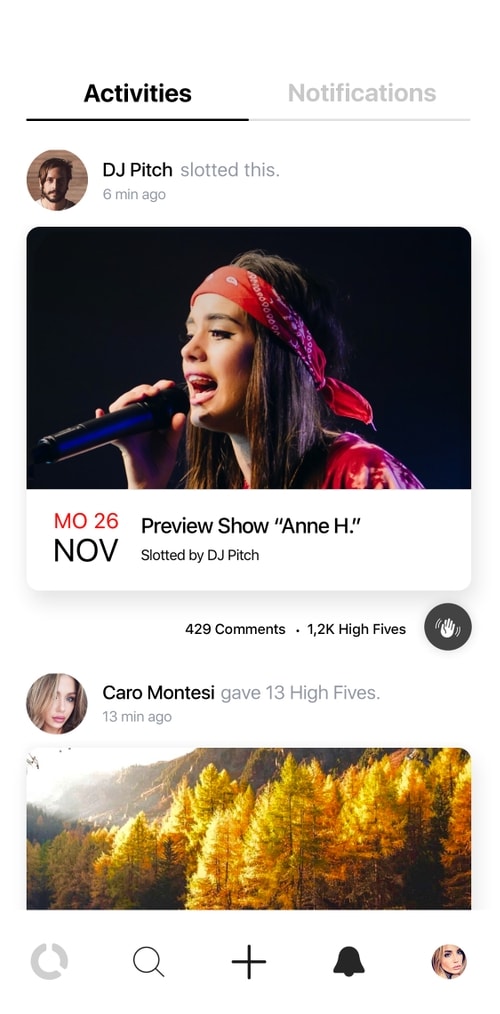 Activities
Notifications
DJ Pitch slotted this.
6 min ago
MO 26
NOV
Preview Show “Anne H.”
Slotted by DJ Pitch
429 Comments · 1,2K High Fives
Caro Montesi gave 13 High Fives.
13 min ago